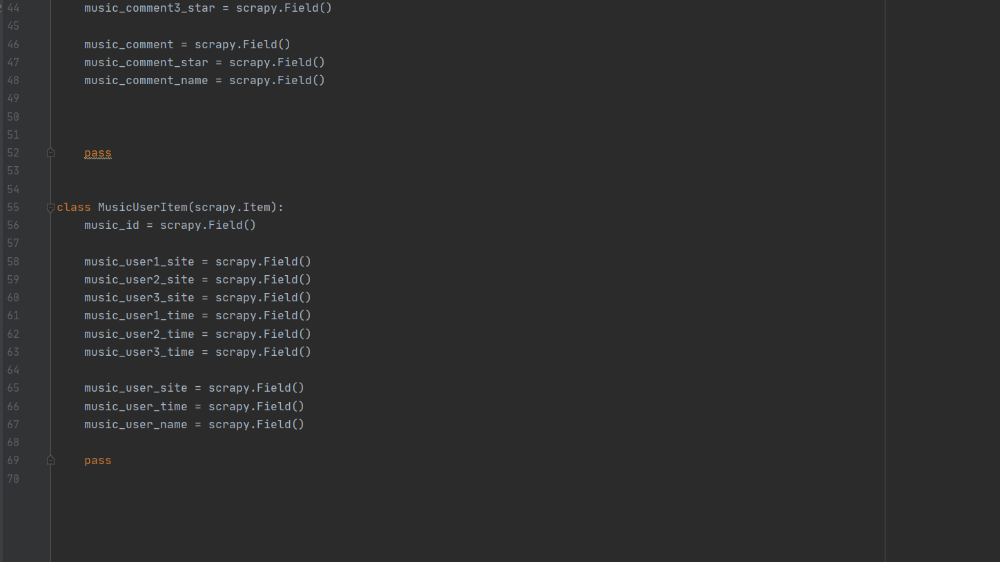 2 44 music_comment3_star = scrapy.Field()
45
46 music_comment = scrapy.Field()
47 music_comment_star = scrapy.Field()
48 music_comment_name = scrapy.Field()
49
50
51
52 pass
53
54
55 class MusicUserItem(scrapy.Item):
56 music_id = scrapy.Field()
57
58 music_user1_site = scrapy.Field()
59 music_user2_site = scrapy.Field()
60 music_user3_site = scrapy.Field()
61 music_user1_time = scrapy.Field()
62 music_user2_time = scrapy.Field()
63 music_user3_time = scrapy.Field()
64
65 music_user_site = scrapy.Field()
66 music_user_time = scrapy.Field()
67 music_user_name = scrapy.Field()
68
69 pass
70